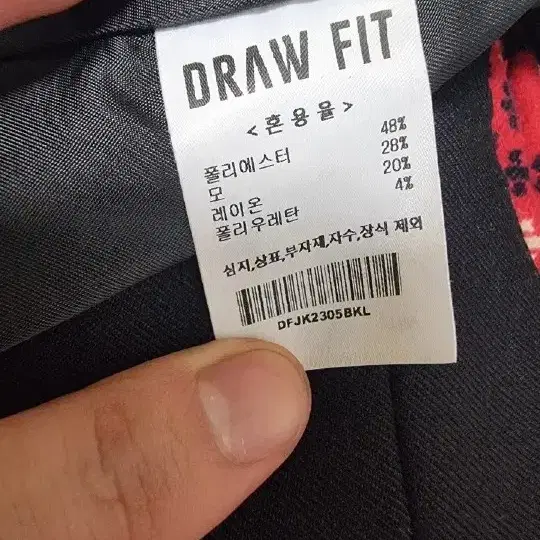 DRAW FIT
<혼용율>
폴리에스터 48%
모 28%
레이온 20%
폴리우레탄 4%
심지,상표,부자재,자수,장식 제외
DFJK2305BKL